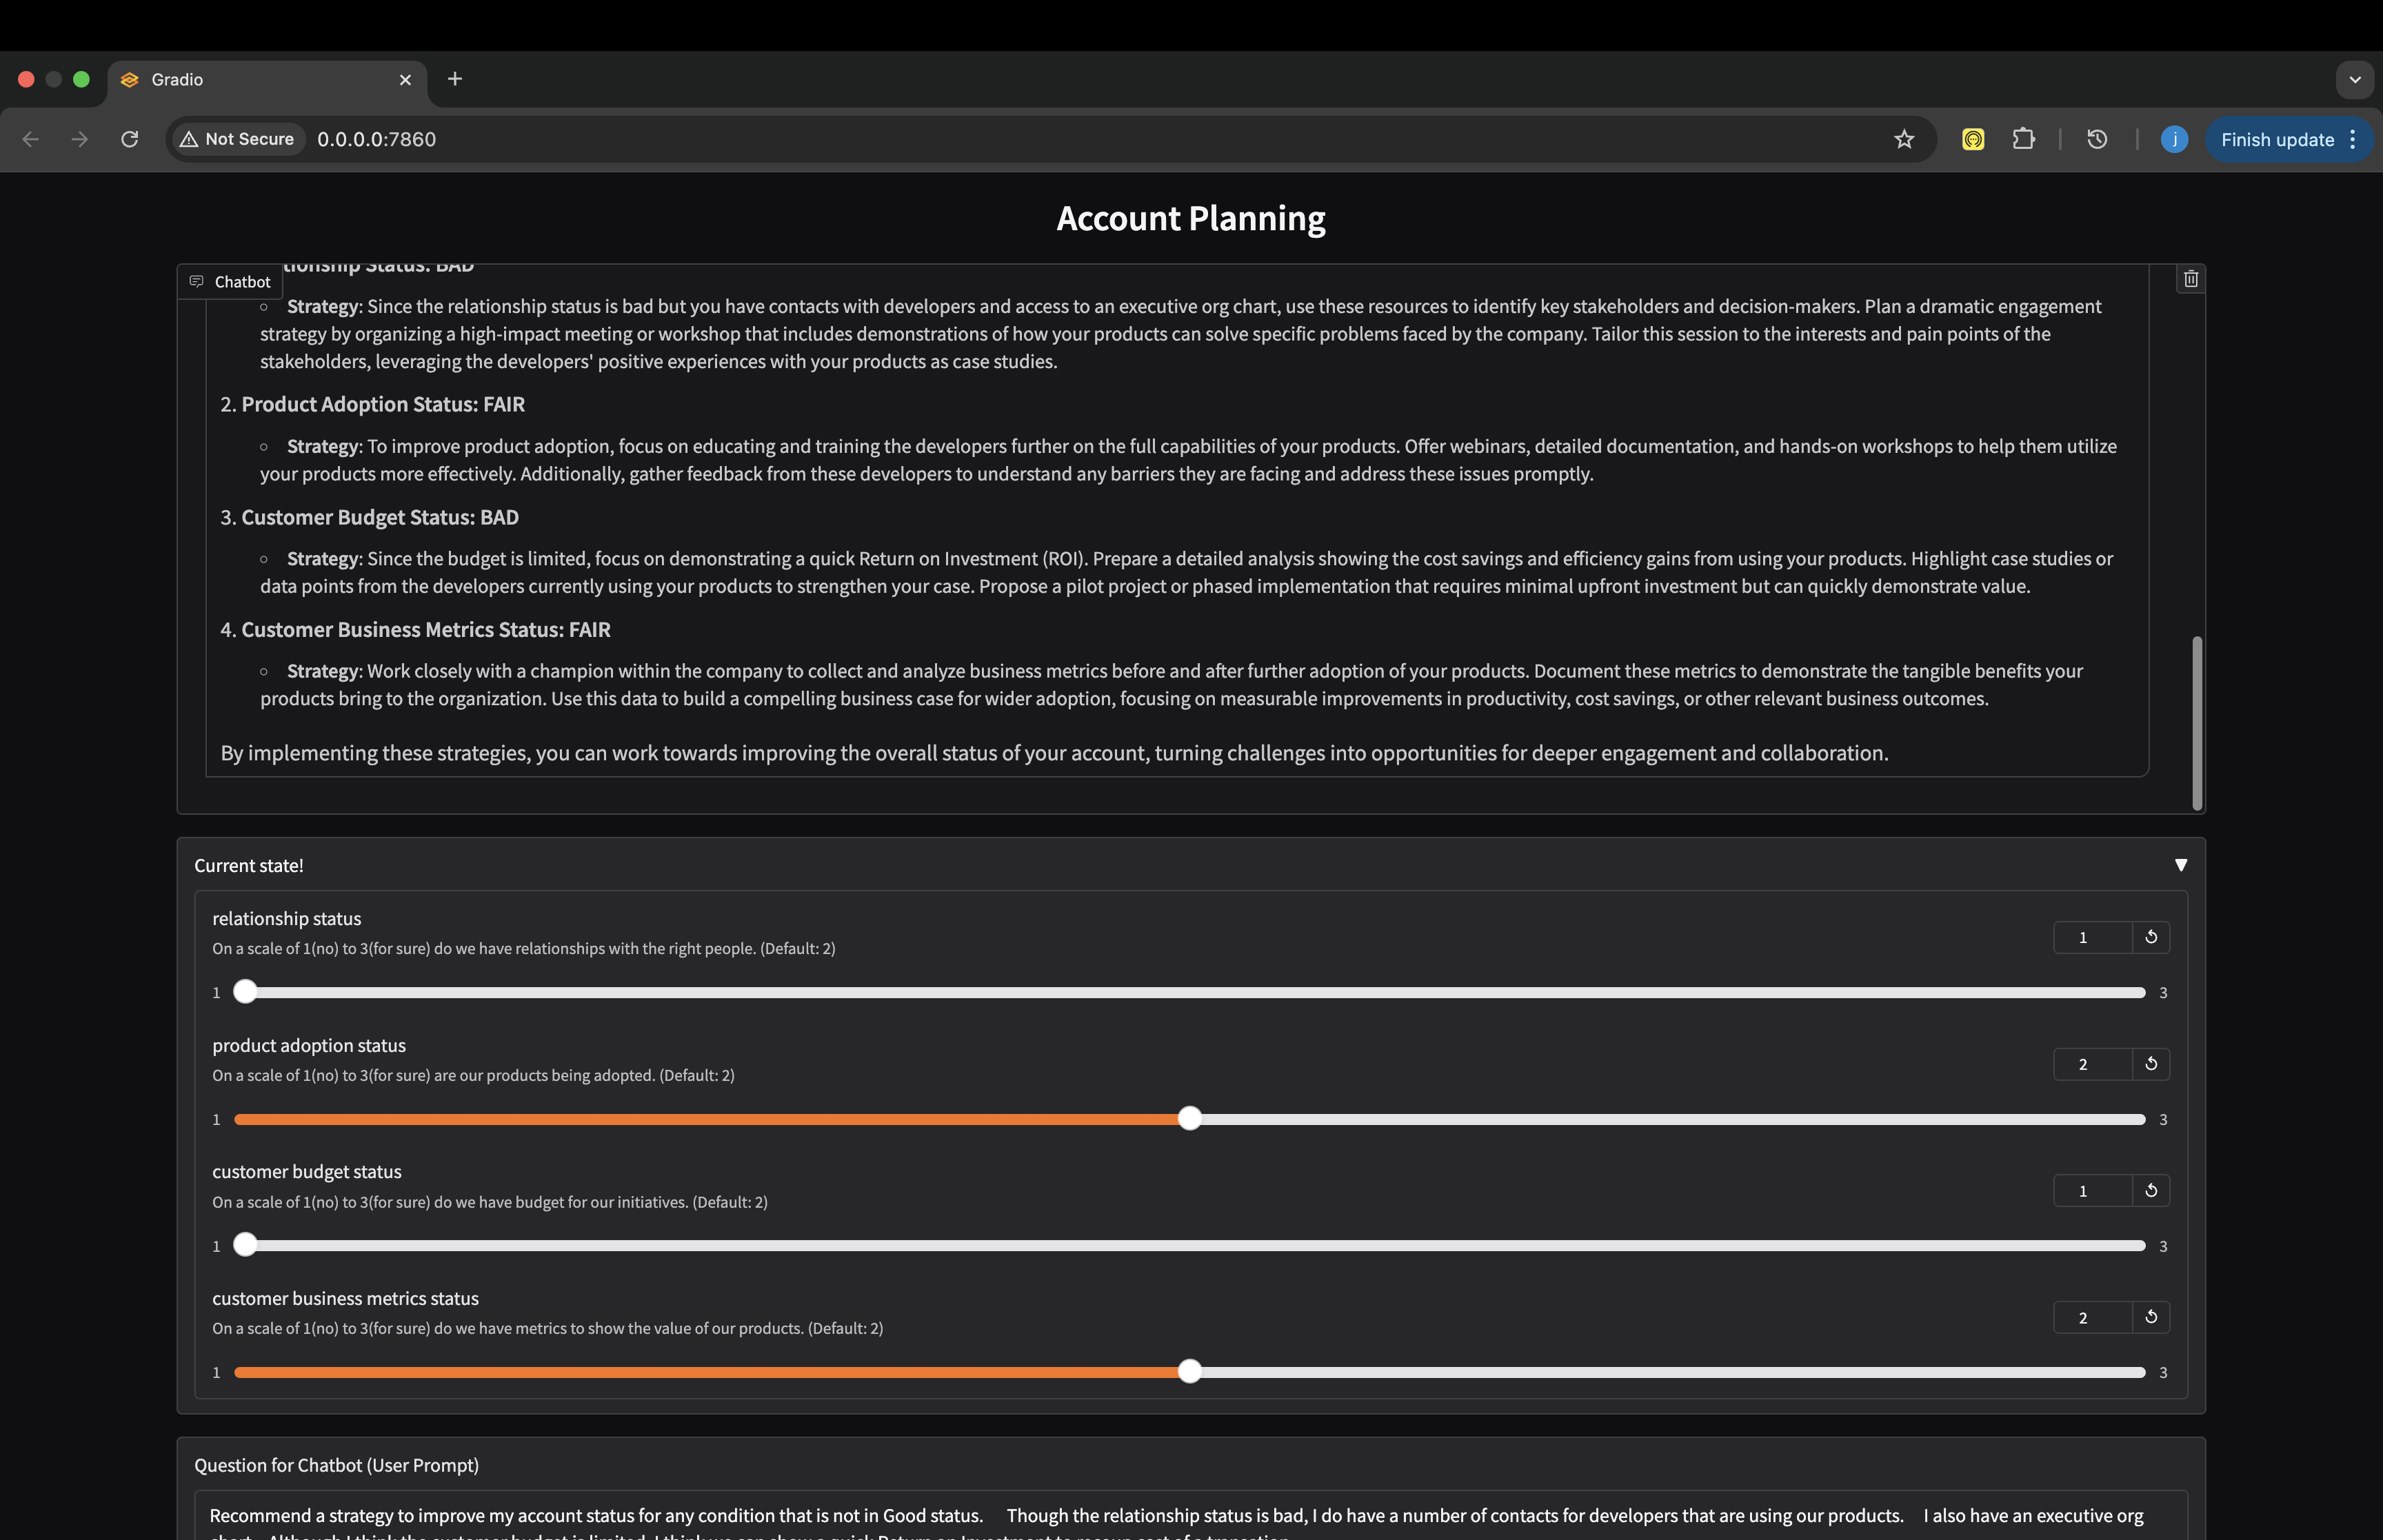 Gradio
Not Secure
0.0.0.0:7860
j
Finish update
Account Planning
Chatbot
tionship Status: BAD
Strategy: Since the relationship status is bad but you have contacts with developers and access to an executive org chart, use these resources to identify key stakeholders and decision-makers. Plan a dramatic engagement
strategy by organizing a high-impact meeting or workshop that includes demonstrations of how your products can solve specific problems faced by the company. Tailor this session to the interests and pain points of the
stakeholders, leveraging the developers' positive experiences with your products as case studies.
2. Product Adoption Status: FAIR
Strategy: To improve product adoption, focus on educating and training the developers further on the full capabilities of your products. Offer webinars, detailed documentation, and hands-on workshops to help them utilize
your products more effectively. Additionally, gather feedback from these developers to understand any barriers they are facing and address these issues promptly.
3. Customer Budget Status: BAD
Strategy: Since the budget is limited, focus on demonstrating a quick Return on Investment (ROI). Prepare a detailed analysis showing the cost savings and efficiency gains from using your products. Highlight case studies or
data points from the developers currently using your products to strengthen your case. Propose a pilot project or phased implementation that requires minimal upfront investment but can quickly demonstrate value.
4. Customer Business Metrics Status: FAIR
Strategy: Work closely with a champion within the company to collect and analyze business metrics before and after further adoption of your products. Document these metrics to demonstrate the tangible benefits your
products bring to the organization. Use this data to build a compelling business case for wider adoption, focusing on measurable improvements in productivity, cost savings, or other relevant business outcomes.
By implementing these strategies, you can work towards improving the overall status of your account, turning challenges into opportunities for deeper engagement and collaboration.
Current state!
relationship status
On a scale of 1(no) to 3(for sure) do we have relationships with the right people. (Default: 2)
1
1 3
product adoption status
On a scale of 1(no) to 3(for sure) are our products being adopted. (Default: 2)
2
1 3
customer budget status
On a scale of 1(no) to 3(for sure) do we have budget for our initiatives. (Default: 2)
1
1 3
customer business metrics status
On a scale of 1(no) to 3(for sure) do we have metrics to show the value of our products. (Default: 2)
2
1 3
Question for Chatbot (User Prompt)
Recommend a strategy to improve my account status for any condition that is not in Good status. Though the relationship status is bad, I do have a number of contacts for developers that are using our products. I also have an executive org